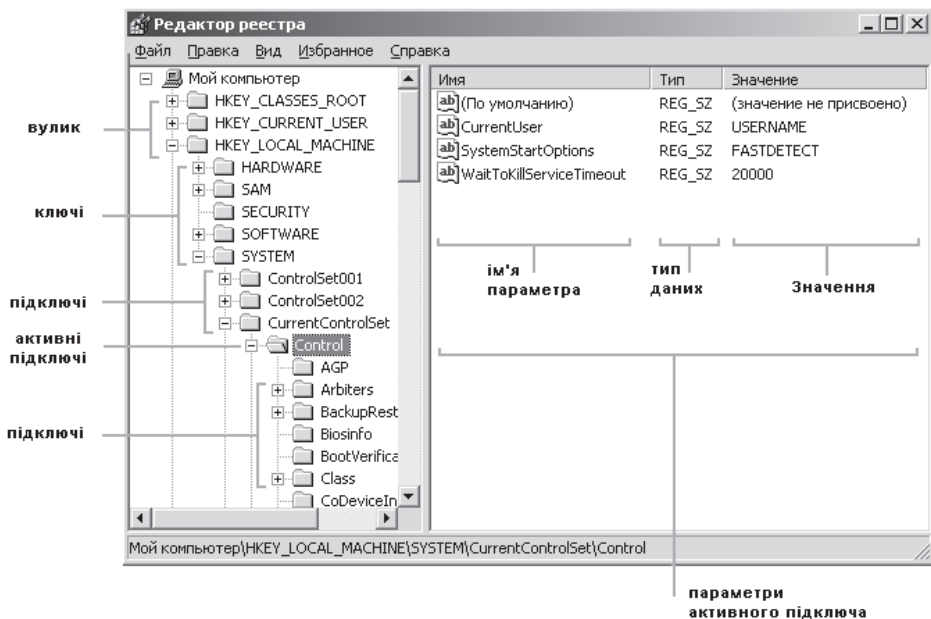 Редактор реестра
Файл Правка Вид Избранное Справка
Мой компьютер
HKEY_CLASSES_ROOT
HKEY_CURRENT_USER
HKEY_LOCAL_MACHINE
HARDWARE
SAM
SECURITY
SOFTWARE
SYSTEM
ControlSet001
ControlSet002
CurrentControlSet
Control
AGP
Arbiters
BackupRest
Biosinfo
BootVerifica
Class
CoDeviceIn
Имя Тип Значение
(По умолчанию) REG_SZ (значение не присвоено)
CurrentUser REG_SZ USERNAME
SystemStartOptions REG_SZ FASTDETECT
WaitToKillServiceTimeout REG_SZ 20000
Мой компьютер\HKEY_LOCAL_MACHINE\SYSTEM\CurrentControlSet\Control
вулик
ключі
підключі
активні
підключі
підключі
ім'я
параметра
тип
даних
Значення
параметри
активного підключа